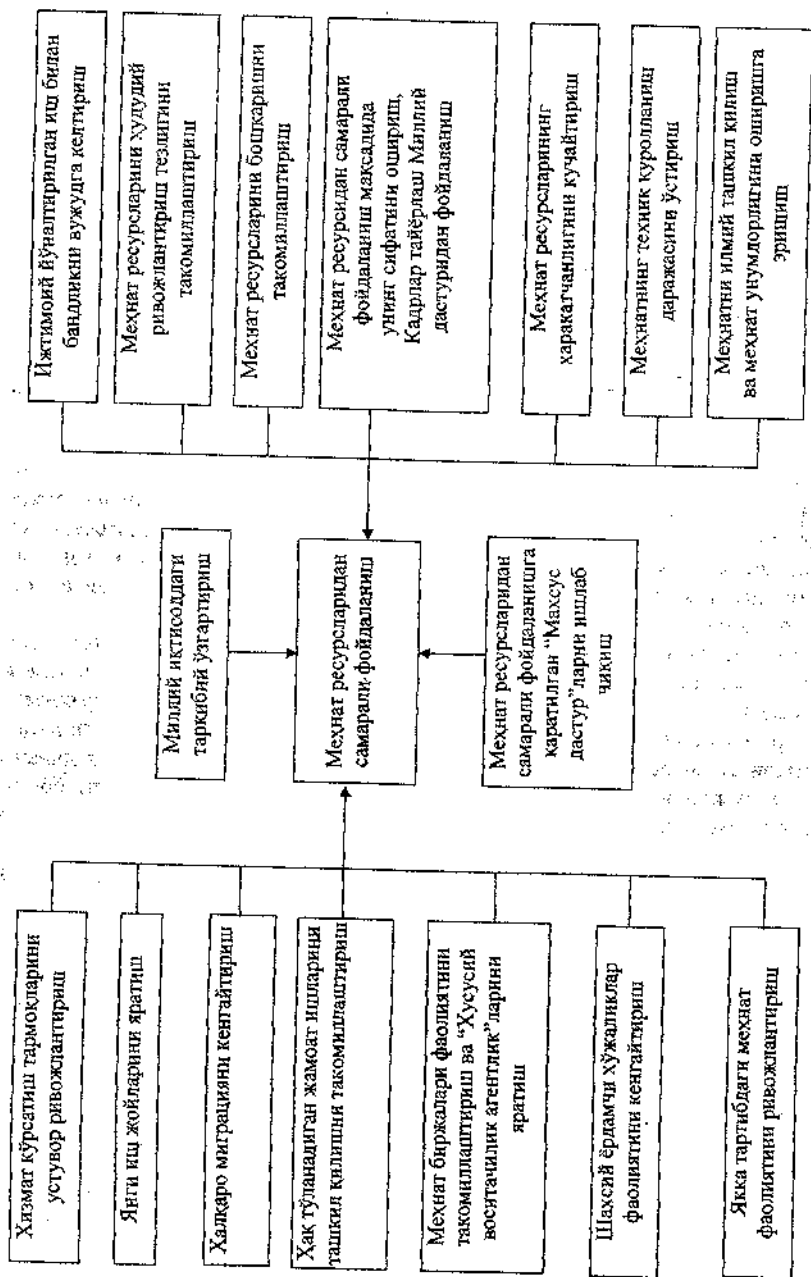 Хизмат кўрсатиш тармоқларини
устувор ривожлантириш
Янги иш жойларини яратиш
Халқаро миграцияни кенгайтириш
Ҳақ тўланадиган жамоат ишларини
ташкил қилишни такомиллаштириш
Меҳнат биржалари фаолиятини
такомиллаштириш ва “Хусусий
воситачилик агентлик”ларини
яратиш
Шахсий ёрдамчи хўжаликлар
фаолиятини кенгайтириш
Якка тартибдаги меҳнат
фаолиятини ривожлантириш
Миллий иқтисоддаги
таркибий ўзгартириш
Меҳнат ресурсларидан
самарали фойдаланиш
Меҳнат ресурсларидан
самарали фойдаланишга
қаратилган “Махсус
дастур”ларни ишлаб
чиқиш
Ижтимоий йўналтирилган иш билан
бандликни вужудга келтириш
Меҳнат ресурсларини ҳудудий
ривожлантириш тезлигини
такомиллаштириш
Меҳнат ресурсларини бошқаришни
такомиллаштириш
Меҳнат ресурсидан самарали
фойдаланиш мақсадида
унинг сифатини ошириш,
Кадрлар тайёрлаш Миллий
дастуридан фойдаланиш
Меҳнат ресурсларининг
ҳаракатчанлигини кучайтириш
Меҳнатнинг техник қуролланиш
даражасини ўстириш
Меҳнатни илмий ташкил қилиш
ва меҳнат унумдорлигини оширишга
эришиш